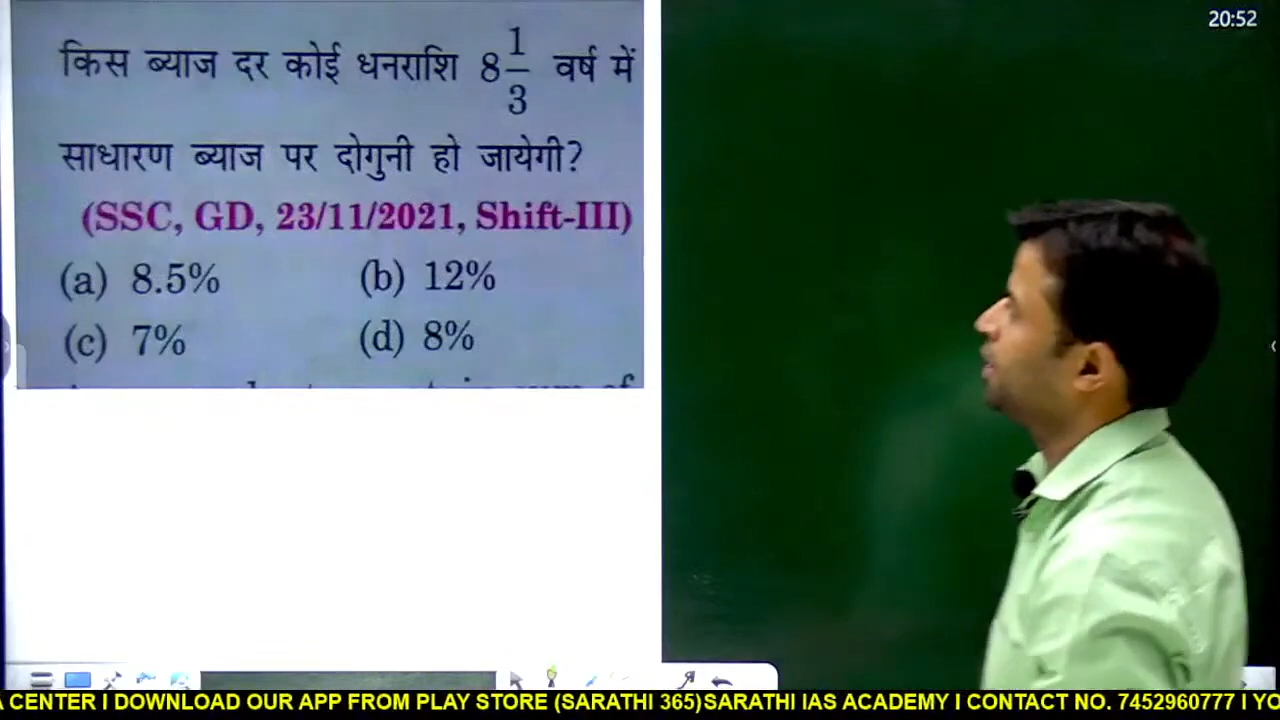 20:52
किस ब्याज दर कोई धनराशि 8 1/3 वर्ष में
साधारण ब्याज पर दोगुनी हो जायेगी?
(SSC, GD, 23/11/2021, Shift-III)
(a) 8.5% (b) 12%
(c) 7% (d) 8%
A CENTER I DOWNLOAD OUR APP FROM PLAY STORE (SARATHI 365)SARATHI IAS ACADEMY I CONTACT NO. 7452960777 I YO